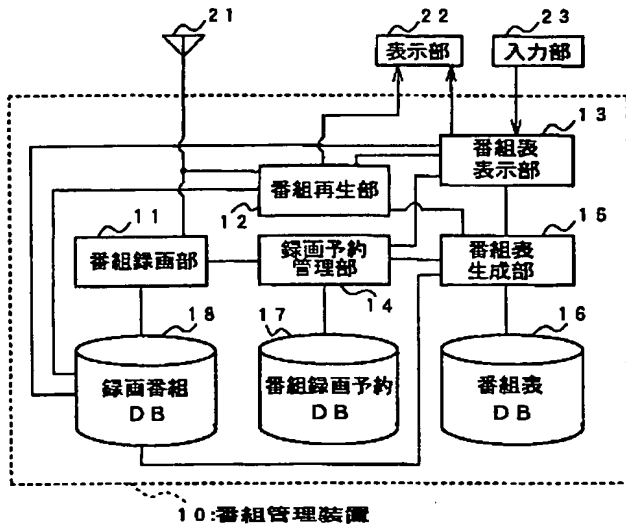 21
22
23
表示部
入力部
13
番組表
表示部
番組再生部
12
11
番組録画部
録画予約
管理部
14
15
番組表
生成部
18
録画番組
DB
17
番組録画予約
DB
16
番組表
DB
10:番組管理装置